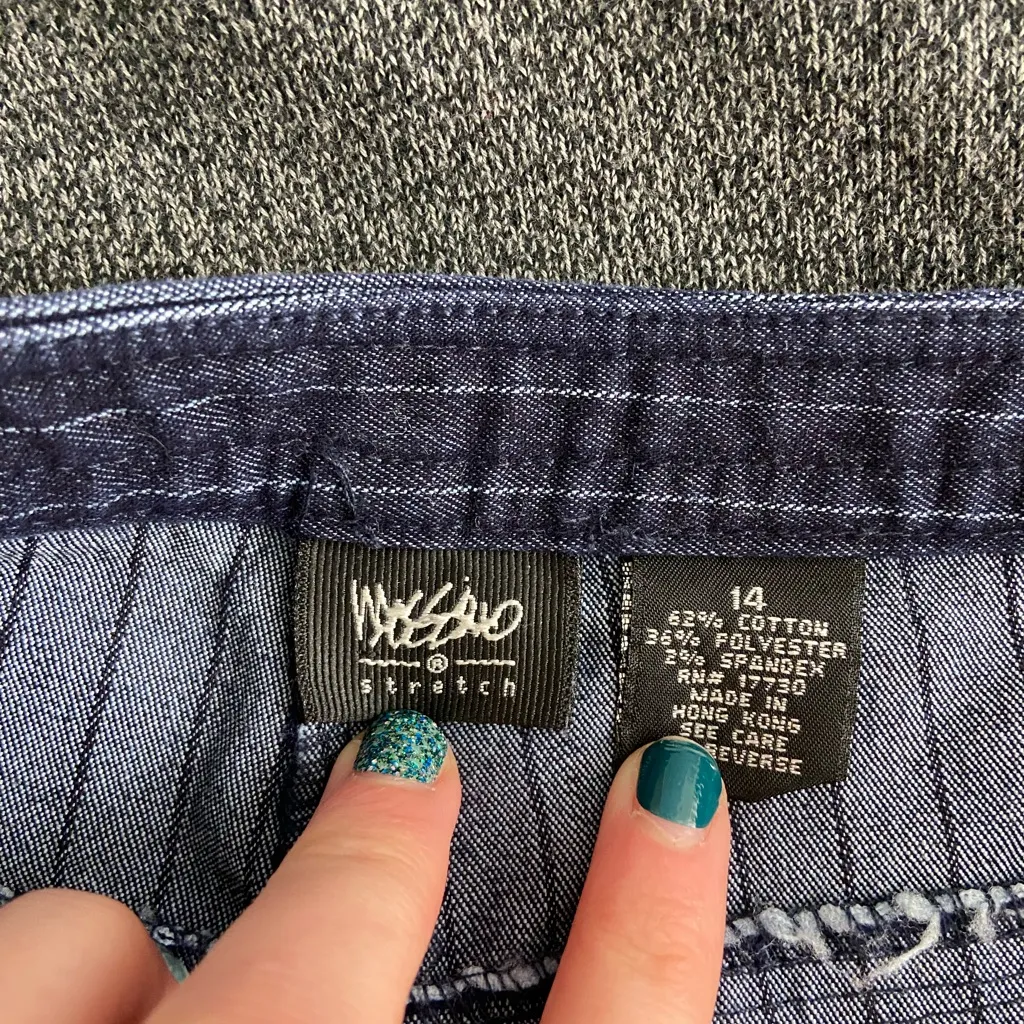 Mossimo
®
stretch
14
62% COTTON
36% POLYESTER
2% SPANDEX
RN# 17730
MADE IN
HONG KONG
SEE CARE
REVERSE